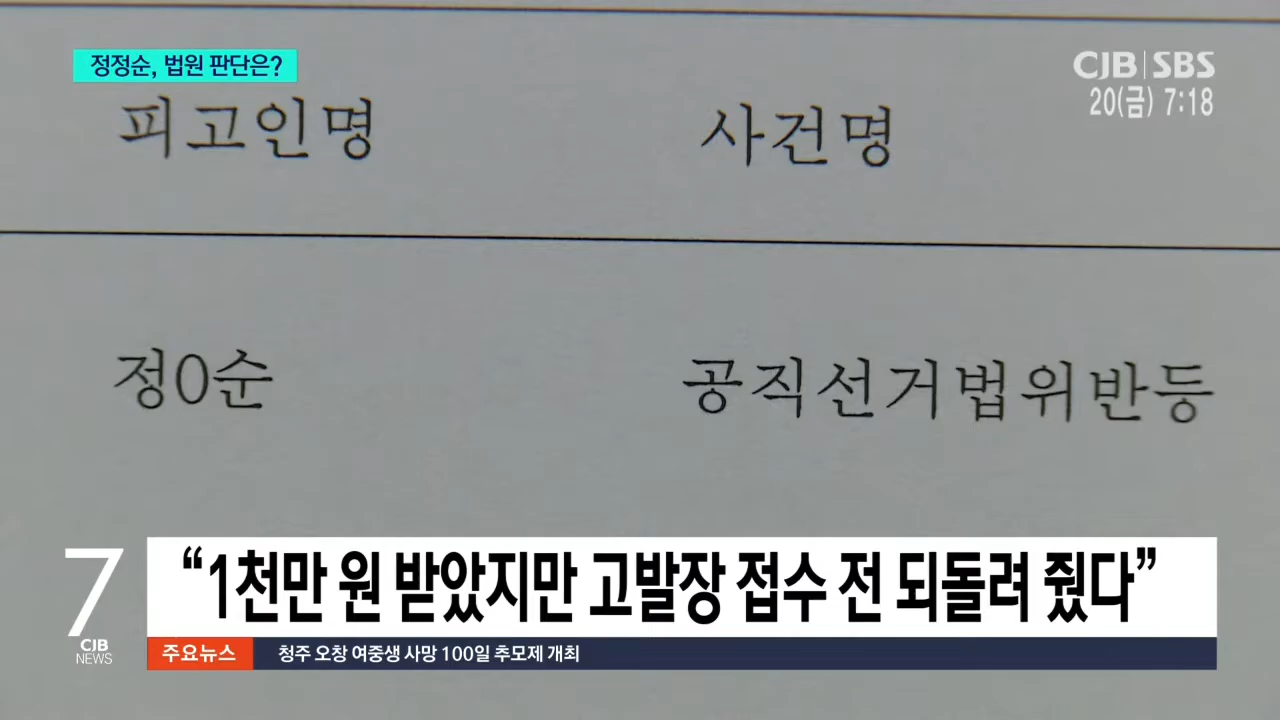 정정순, 법원 판단은?
CJB SBS
20(금) 7:18
피고인명 사건명
정0순 공직선거법위반등
“1천만 원 받았지만 고발장 접수 전 되돌려 줬다”
7
CJB
NEWS
주요뉴스 청주 오창 여중생 사망 100일 추모제 개최